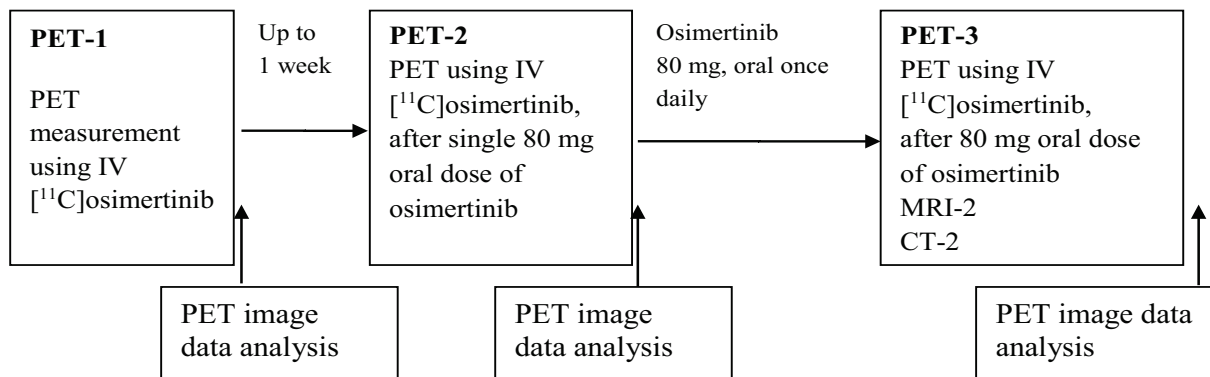 PET-1
PET
measurement
using IV
[¹¹C]osimertinib
Up to
1 week
PET-2
PET using IV
[¹¹C]osimertinib,
after single 80 mg
oral dose of
osimertinib
Osimertinib
80 mg, oral once
daily
PET-3
PET using IV
[¹¹C]osimertinib,
after 80 mg oral dose
of osimertinib
MRI-2
CT-2
PET image
data analysis
PET image
data analysis
PET image data
analysis